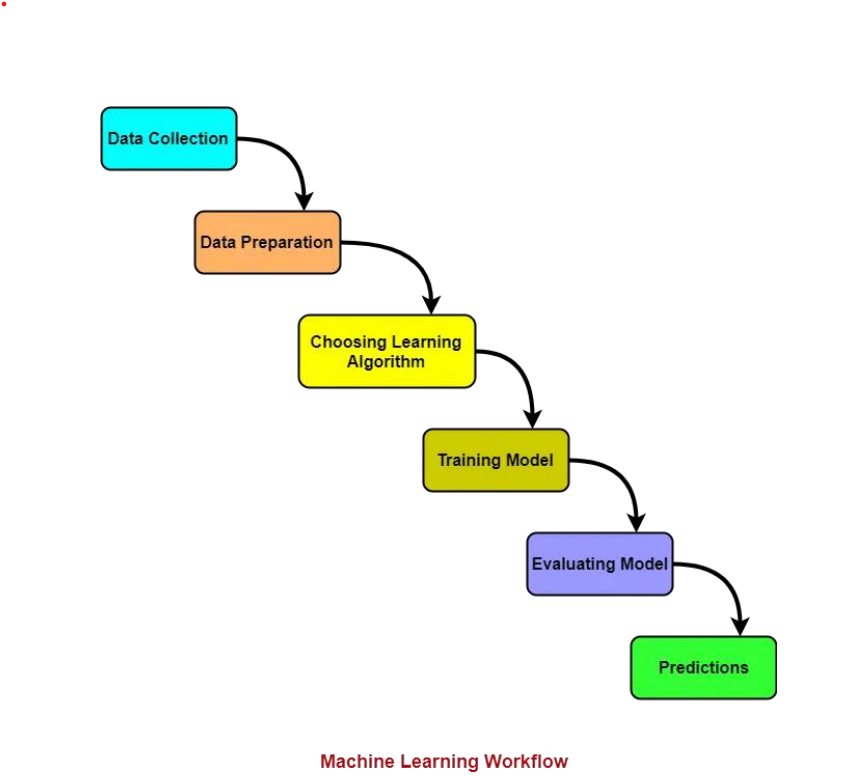 Data Collection
Data Preparation
Choosing Learning
Algorithm
Training Model
Evaluating Model
Predictions
Machine Learning Workflow